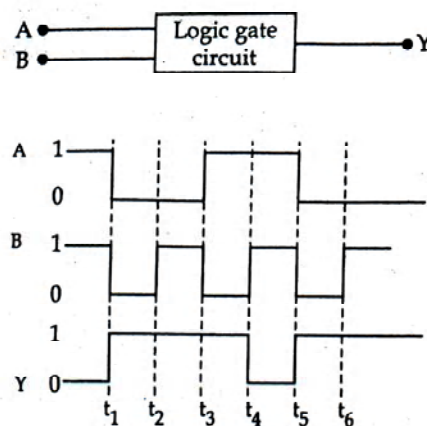 A Logic gate Y
B circuit
A 1
0
B 1
0
1
Y 0
t1 t2 t3 t4 t5 t6